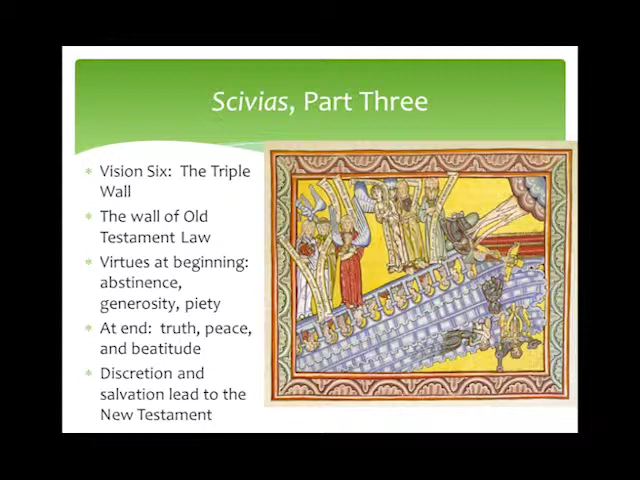 Scivias, Part Three
Vision Six: The Triple
Wall
The wall of Old
Testament Law
Virtues at beginning:
abstinence,
generosity, piety
At end: truth, peace,
and beatitude
Discretion and
salvation lead to the
New Testament